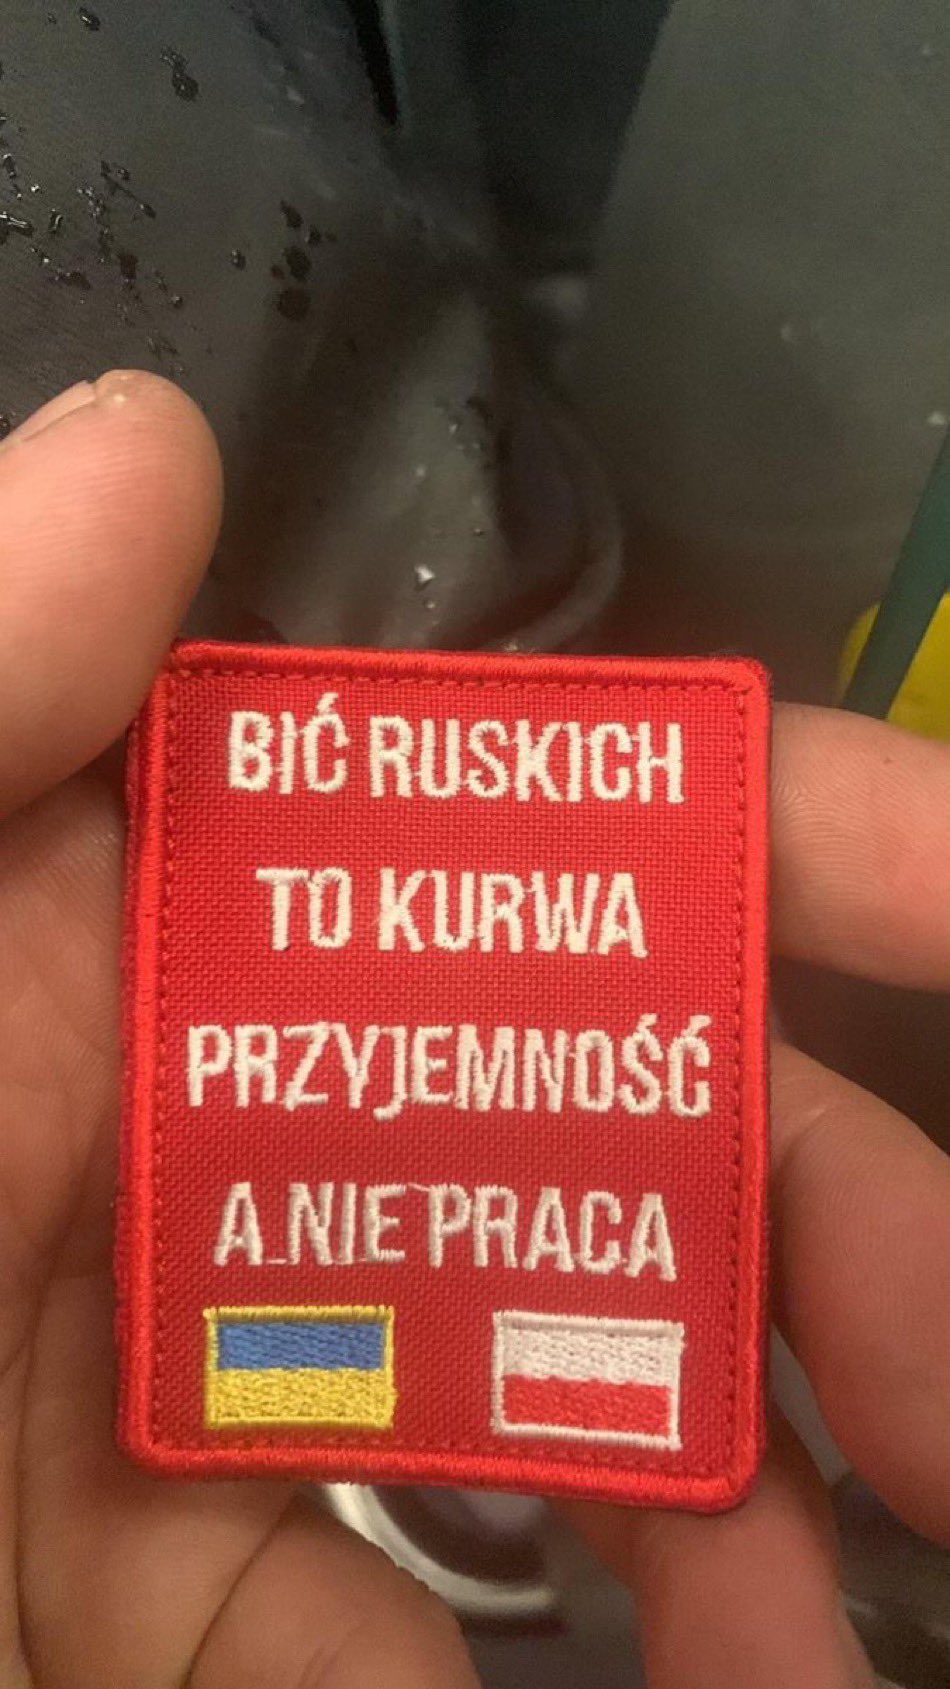 BIĆ RUSKICH
TO KURWA
PRZYJEMNOŚĆ
A NIE PRACA